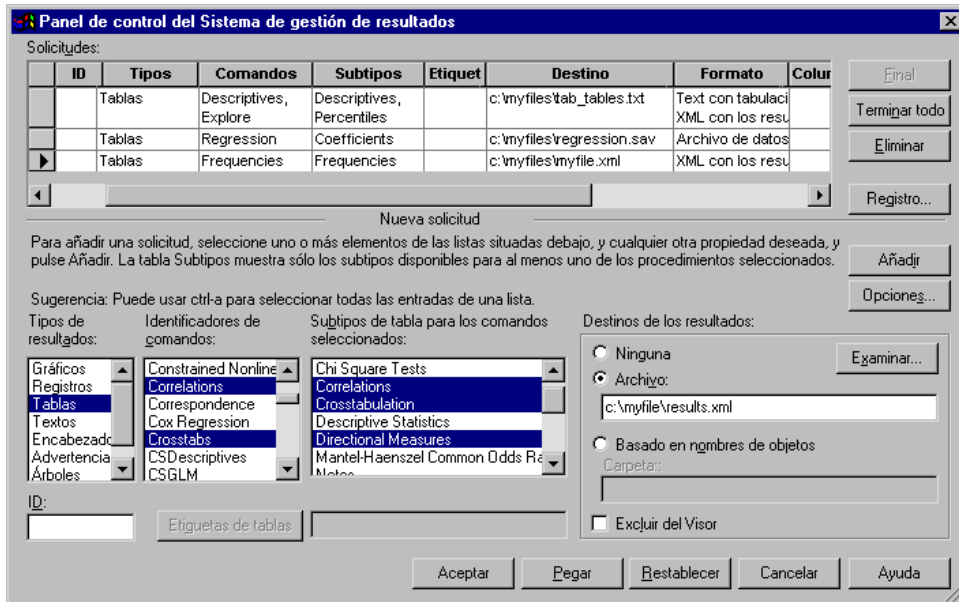 Panel de control del Sistema de gestión de resultados
Solicitudes:
ID Tipos Comandos Subtipos Etiquet Destino Formato Colur
Tablas Descriptives, Descriptives, c:\myfiles\tab_tables.txt Text con tabulaci
Explore Percentiles XML con los resu
Tablas Regression Coefficients c:\myfiles\regression.sav Archivo de datos
Tablas Frequencies Frequencies c:\myfiles\myfile.xml XML con los resu
Final
Terminar todo
Eliminar
Registro...
Nueva solicitud
Para añadir una solicitud, seleccione uno o más elementos de las listas situadas debajo, y cualquier otra propiedad deseada, y
pulse Añadir. La tabla Subtipos muestra sólo los subtipos disponibles para al menos uno de los procedimientos seleccionados.
Añadir
Opciones...
Sugerencia: Puede usar ctrl-a para seleccionar todas las entradas de una lista.
Tipos de
resultados:
Gráficos
Registros
Tablas
Textos
Encabezado
Advertencia
Árboles
Identificadores de
comandos:
Constrained Nonline
Correlations
Correspondence
Cox Regression
Crosstabs
CSDescriptives
CSGLM
Subtipos de tabla para los comandos
seleccionados:
Chi Square Tests
Correlations
Crosstabulation
Descriptive Statistics
Directional Measures
Mantel-Haenszel Common Odds Ra
Notes
Destinos de los resultados:
Ninguna
Examinar...
Archivo:
c:\myfile\results.xml
Basado en nombres de objetos
Carpeta::
Excluir del Visor
ID:
Etiquetas de tablas
Aceptar Pegar Restablecer Cancelar Ayuda